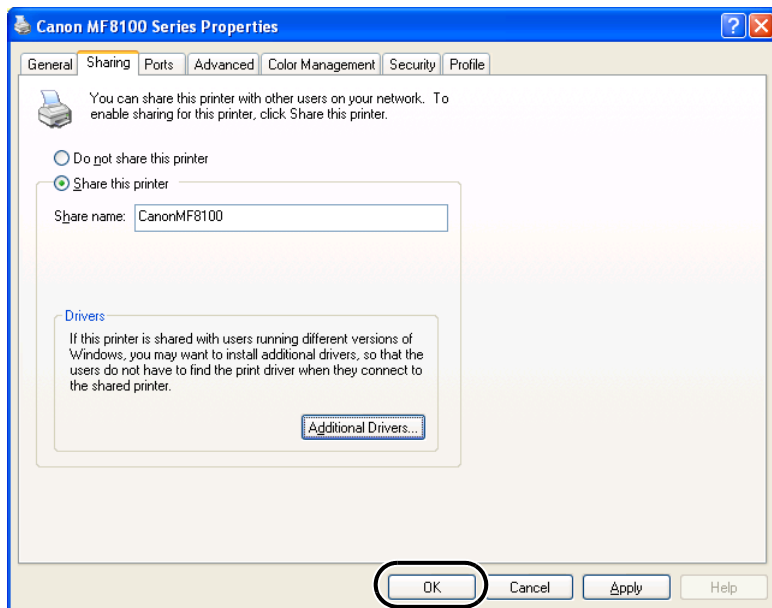 Canon MF8100 Series Properties
?
General Sharing Ports Advanced Color Management Security Profile
You can share this printer with other users on your network. To
enable sharing for this printer, click Share this printer.
Do not share this printer
Share this printer
Share name: CanonMF8100
Drivers
If this printer is shared with users running different versions of
Windows, you may want to install additional drivers, so that the
users do not have to find the print driver when they connect to
the shared printer.
Additional Drivers...
OK Cancel Apply Help